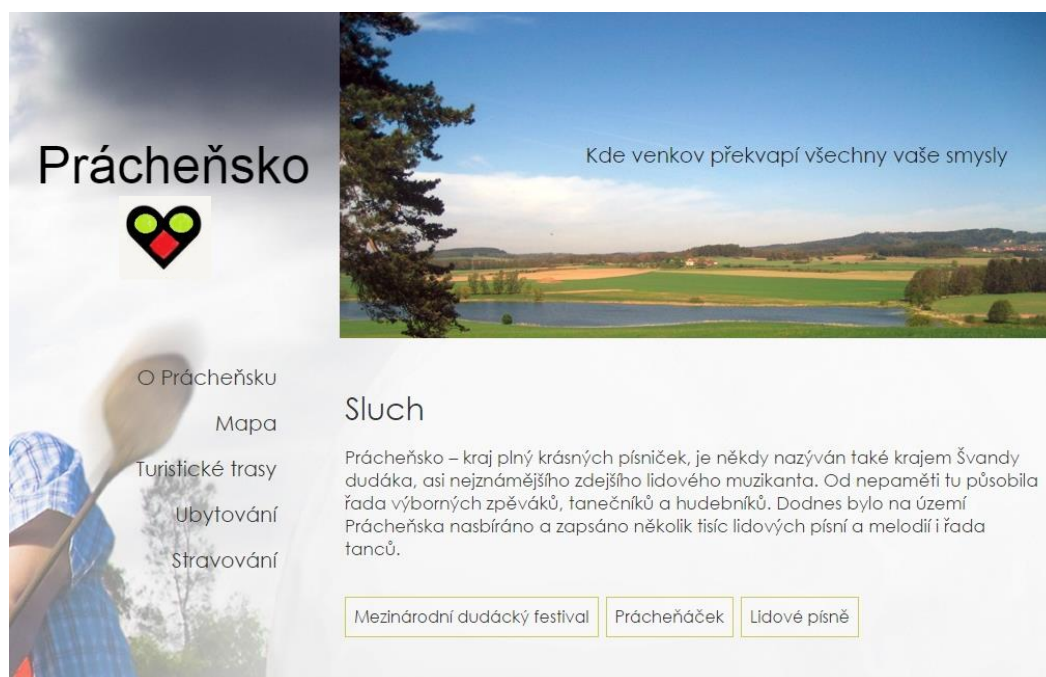 Prácheňsko
Kde venkov překvapí všechny vaše smysly
O Prácheňsku
Mapa
Turistické trasy
Ubytování
Stravování
Sluch
Prácheňsko – kraj plný krásných písniček, je někdy nazýván také krajem Švandy
dudáka, asi nejznámějšího zdejšího lidového muzikanta. Od nepaměti tu působila
řada výborných zpěváků, tanečníků a hudebníků. Dodnes bylo na území
Prácheňska nasbíráno a zapsáno několik tisíc lidových písní a melodií i řada
tanců.
Mezinárodní dudácký festival
Prácheňáček
Lidové písně